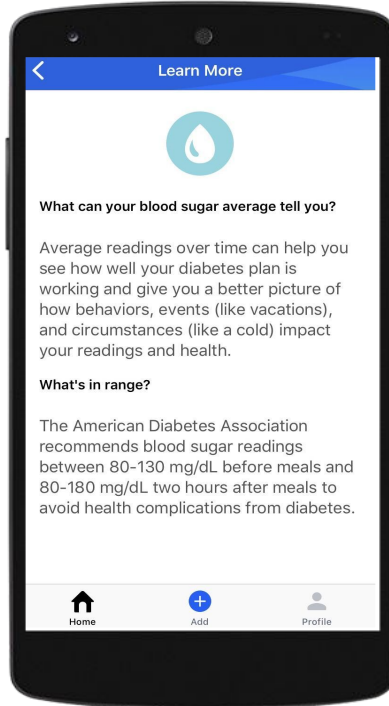 Learn More
What can your blood sugar average tell you?
Average readings over time can help you
see how well your diabetes plan is
working and give you a better picture of
how behaviors, events (like vacations),
and circumstances (like a cold) impact
your readings and health.
What's in range?
The American Diabetes Association
recommends blood sugar readings
between 80-130 mg/dL before meals and
80-180 mg/dL two hours after meals to
avoid health complications from diabetes.
Home Add Profile